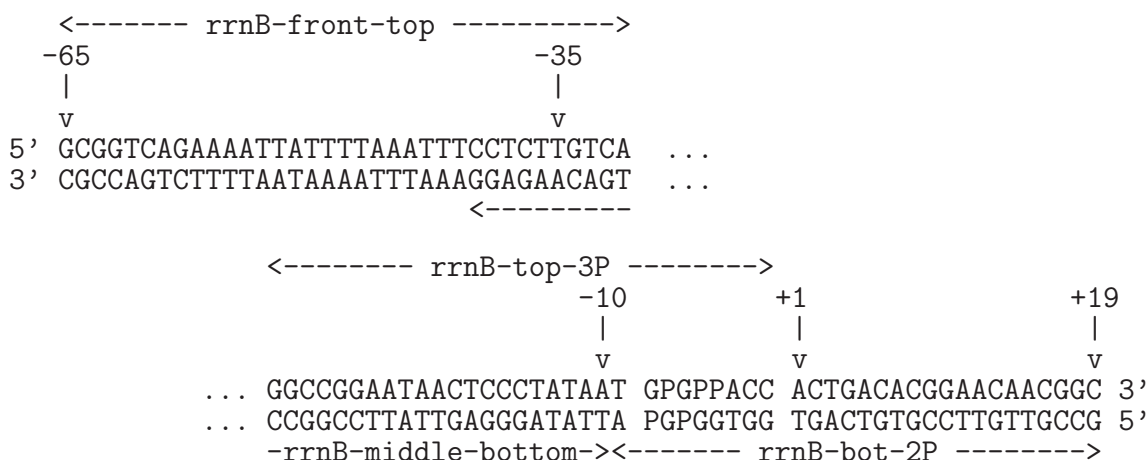 <------- rrnB-front-top ---------->
-65 -35
| |
v v
5' GCGGTCAGAAAATTATTTTAAATTTCCTCTTGTCA ...
3' CGCCAGTCTTTTAATAAAATTTAAAGGAGAACAGT ...
<---------
<-------- rrnB-top-3P -------->
-10 +1 +19
| | |
v v v
... GGCCGGAATAACTCCCTATAAT GPGPPACC ACTGACACGGAACAACGGC 3'
... CCGGCCTTATTGAGGGATATTA PGPGGTGG TGACTGTGCCTTGTTGCCG 5'
-rrnB-middle-bottom-><------- rrnB-bot-2P -------->